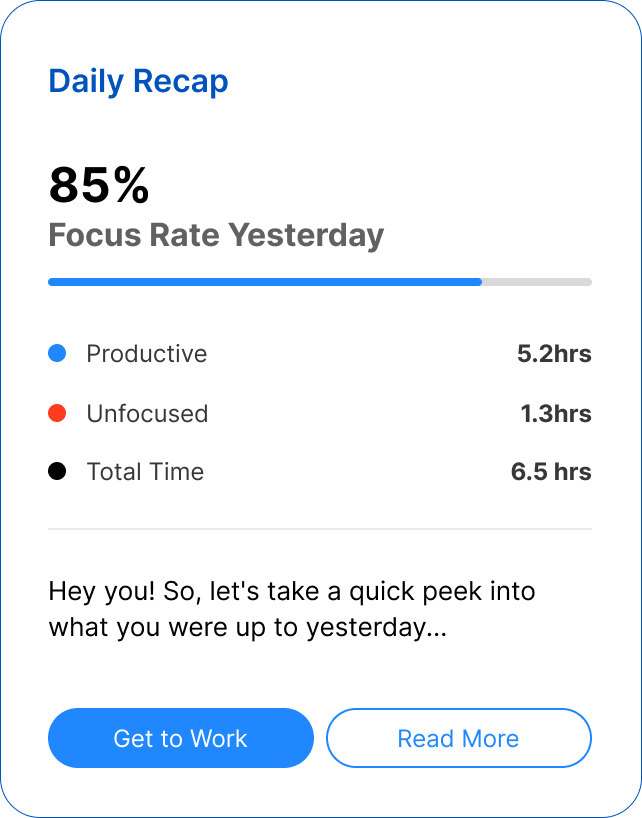 Daily Recap
85%
Focus Rate Yesterday
Productive 5.2hrs
Unfocused 1.3hrs
Total Time 6.5 hrs
Hey you! So, let's take a quick peek into
what you were up to yesterday...
Get to Work Read More